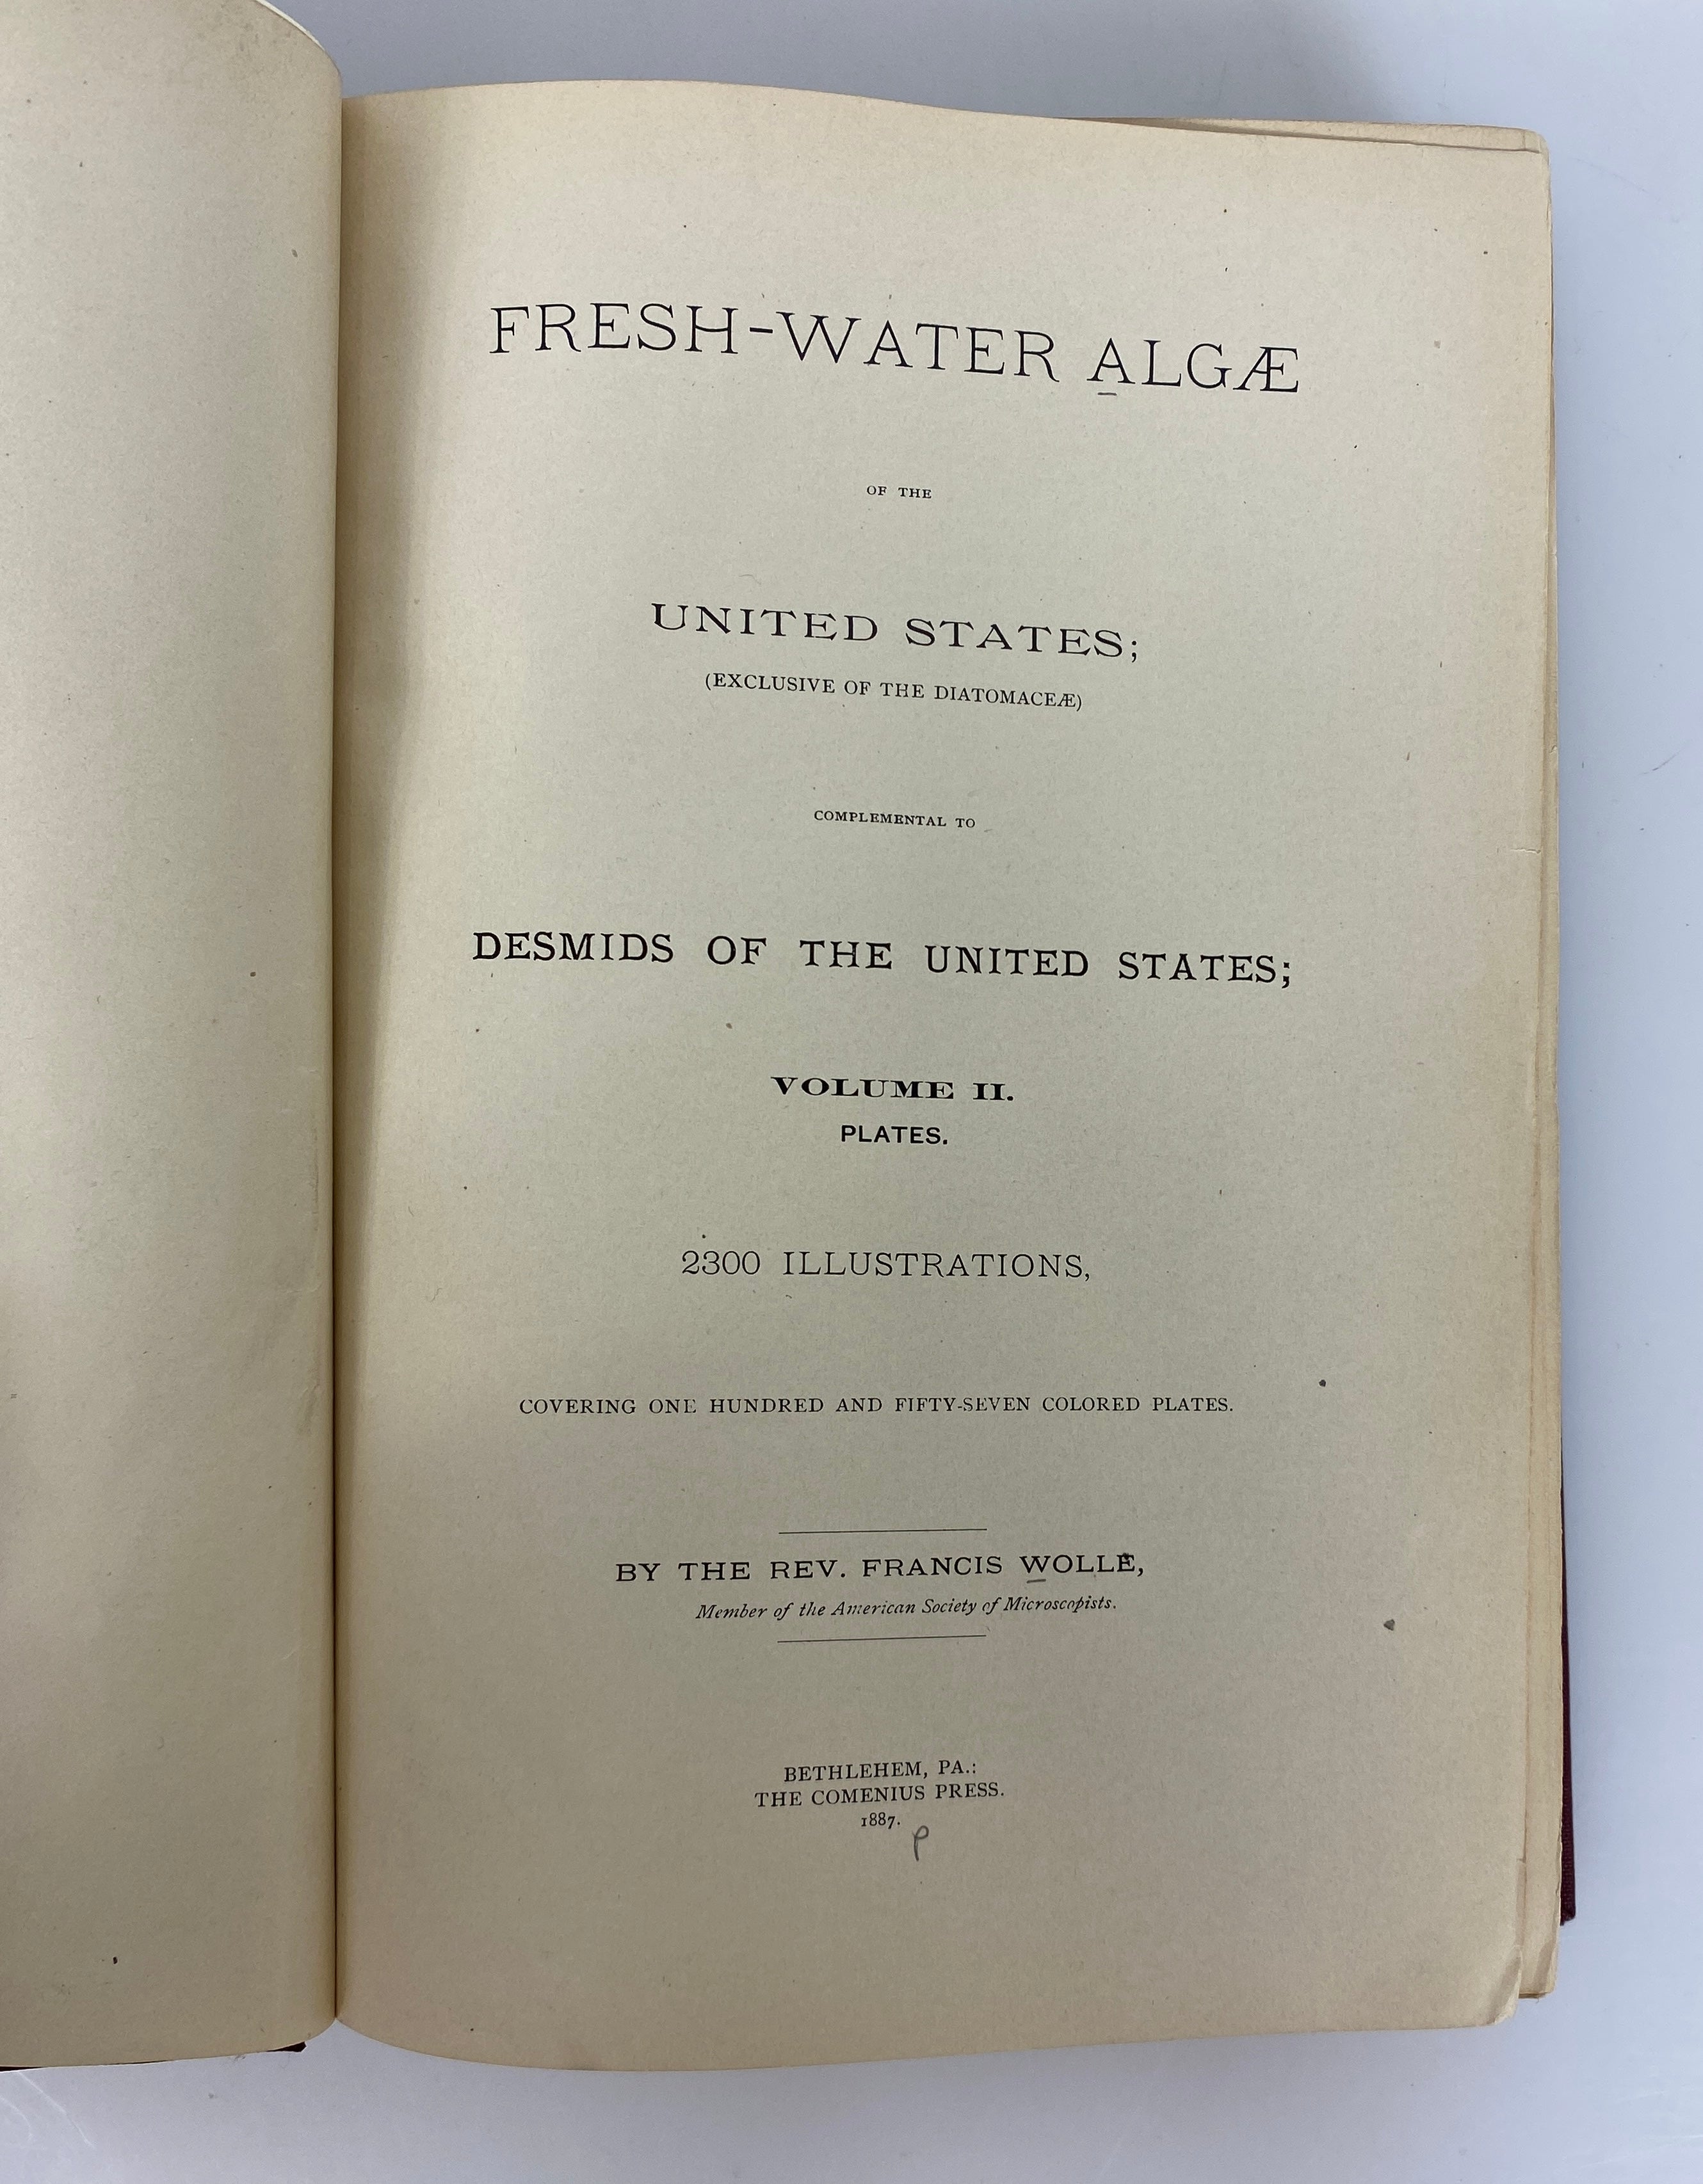 FRESH-WATER ALGÆ
OF THE
UNITED STATES;
(EXCLUSIVE OF THE DIATOMACEÆ)
COMPLEMENTAL TO
DESMIDS OF THE UNITED STATES;
VOLUME II.
PLATES.
2300 ILLUSTRATIONS,
COVERING ONE HUNDRED AND FIFTY-SEVEN COLORED PLATES.
BY THE REV. FRANCIS WOLLE,
Member of the American Society of Microscopists.
BETHLEHEM, PA.:
THE COMENIUS PRESS.
1887.
P